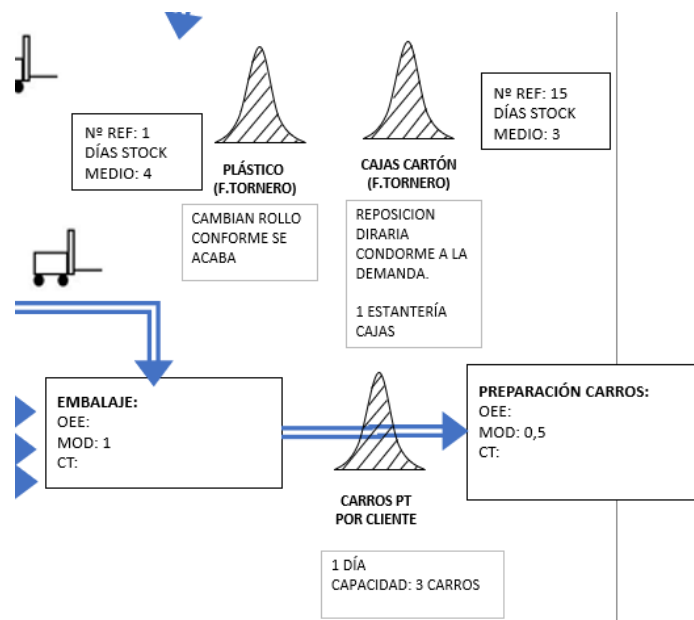 Nº REF: 1
DÍAS STOCK
MEDIO: 4
PLÁSTICO
(F.TORNERO)
CAMBIAN ROLLO
CONFORME SE
ACABA
CAJAS CARTÓN
(F.TORNERO)
REPOSICION
DIRARIA
CONDORME A LA
DEMANDA.
1 ESTANTERÍA
CAJAS
Nº REF: 15
DÍAS STOCK
MEDIO: 3
EMBALAJE:
OEE:
MOD: 1
CT:
CARROS PT
POR CLIENTE
1 DÍA
CAPACIDAD: 3 CARROS
PREPARACIÓN CARROS:
OEE:
MOD: 0,5
CT: